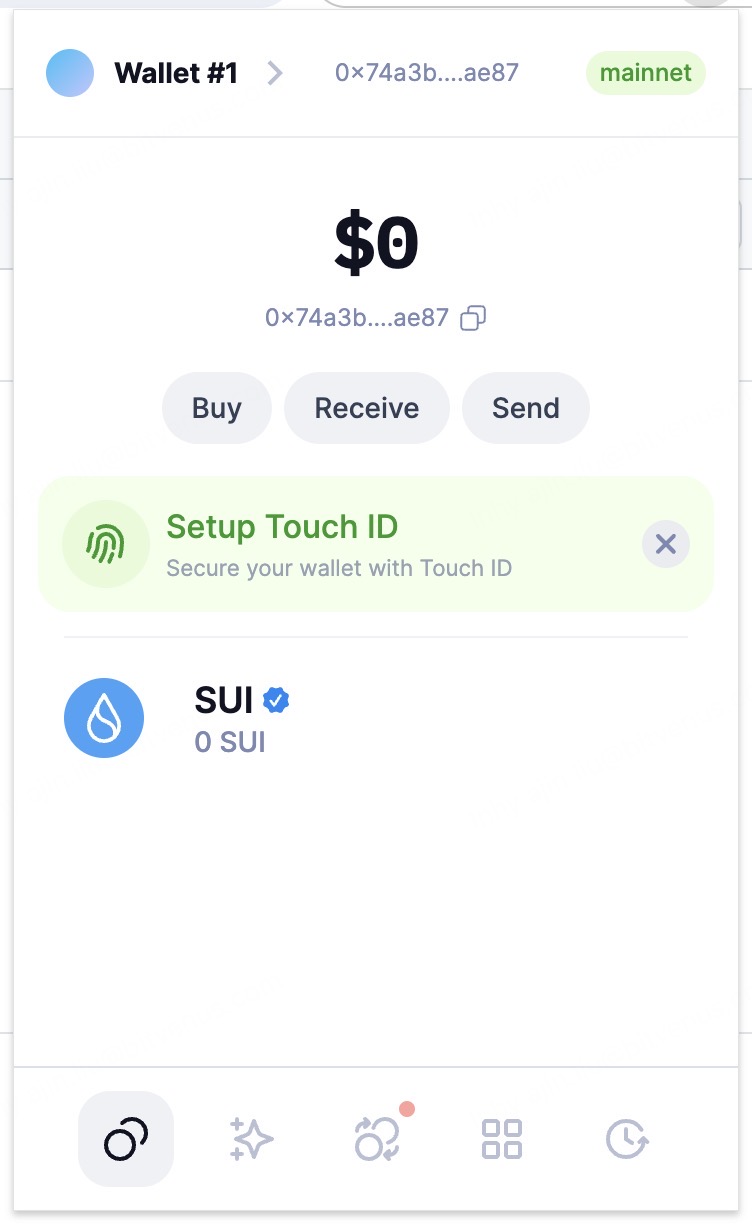 Wallet #1 0×74a3b....ae87 mainnet
$0
0×74a3b....ae87
Buy Receive Send
Setup Touch ID
Secure your wallet with Touch ID
SUI
0 SUI